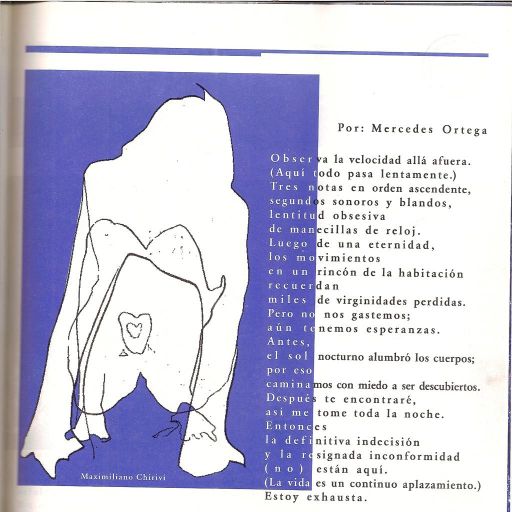 Por: Mercedes Ortega
Observa la velocidad allá afuera.
(Aquí todo pasa lentamente.)
Tres notas en orden ascendente,
segundos sonoros y blandos,
lentitud obsesiva
de manecillas de reloj.
Luego de una eternidad,
los movimientos
en un rincón de la habitación
recuerdan
miles de virginidades perdidas.
Pero no nos gastemos;
aún tenemos esperanzas.
Antes,
el sol nocturno alumbró los cuerpos;
por eso
caminamos con miedo a ser descubiertos.
Después te encontraré,
asi me tome toda la noche.
Entonces
la definitiva indecisión
y la resignada inconformidad
(no) están aquí.
(La vida es un continuo aplazamiento.)
Estoy exhausta.
Maximiliano Chirivi